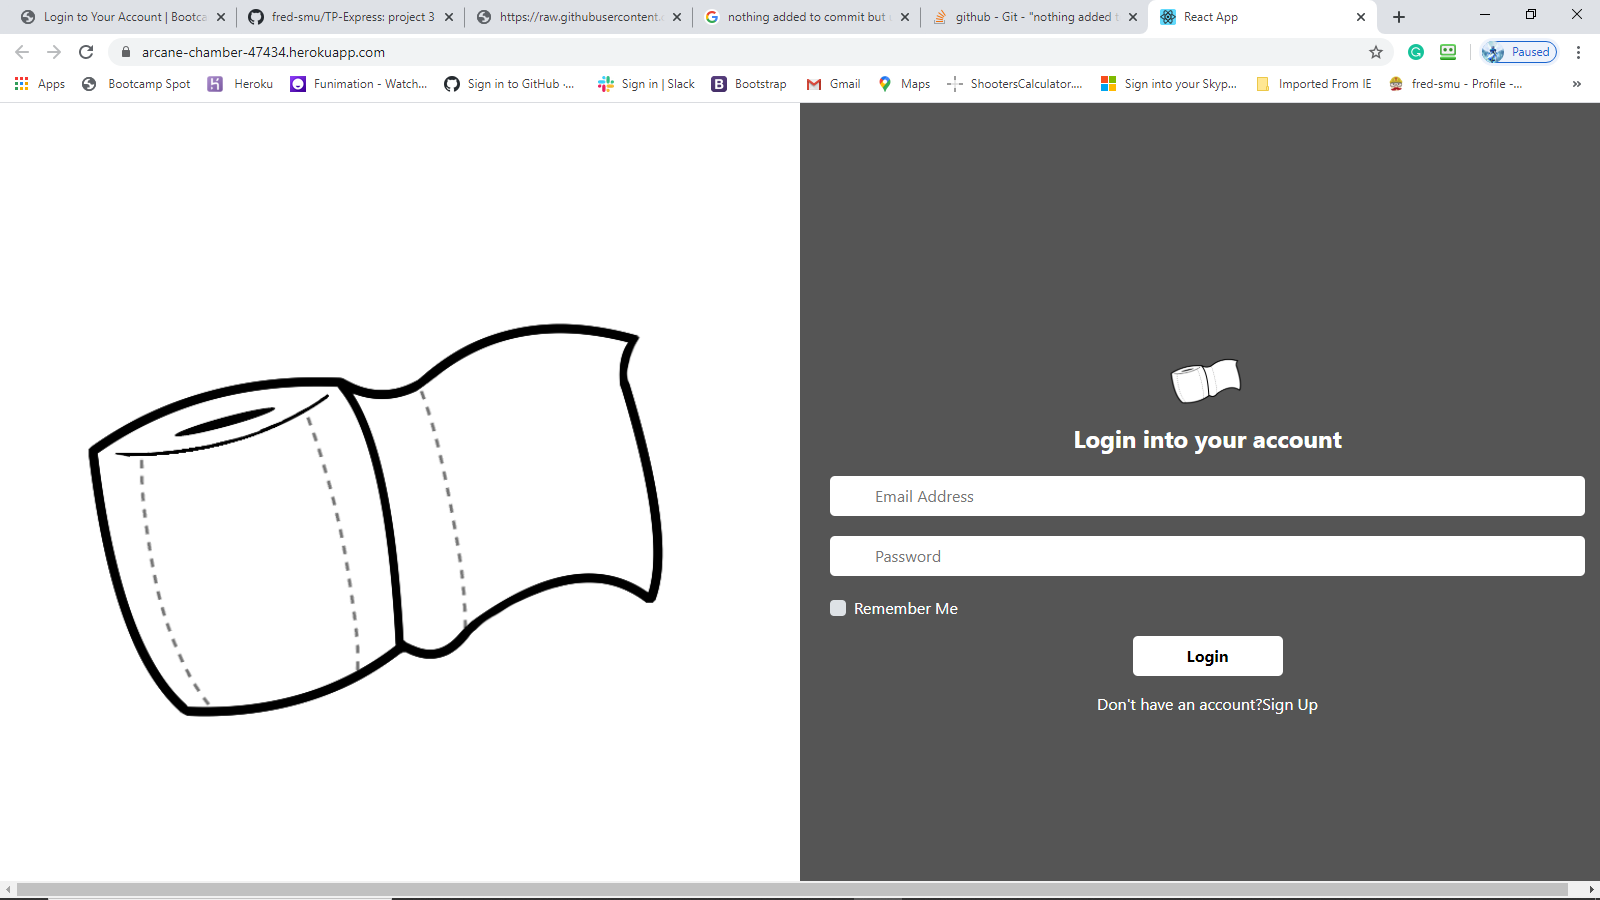 Login to Your Account | Bootca
fred-smu/TP-Express: project 3
https://raw.githubusercontent.
nothing added to commit but
github - Git - "nothing added
React App
arcane-chamber-47434.herokuapp.com
Paused
Apps
Bootcamp Spot
Heroku
Funimation - Watch...
Sign in to GitHub ·...
Sign in | Slack
Bootstrap
Gmail
Maps
ShootersCalculator....
Sign into your Skyp...
Imported From IE
fred-smu - Profile -...
»
Login into your account
Email Address
Password
Remember Me
Login
Don't have an account?Sign Up